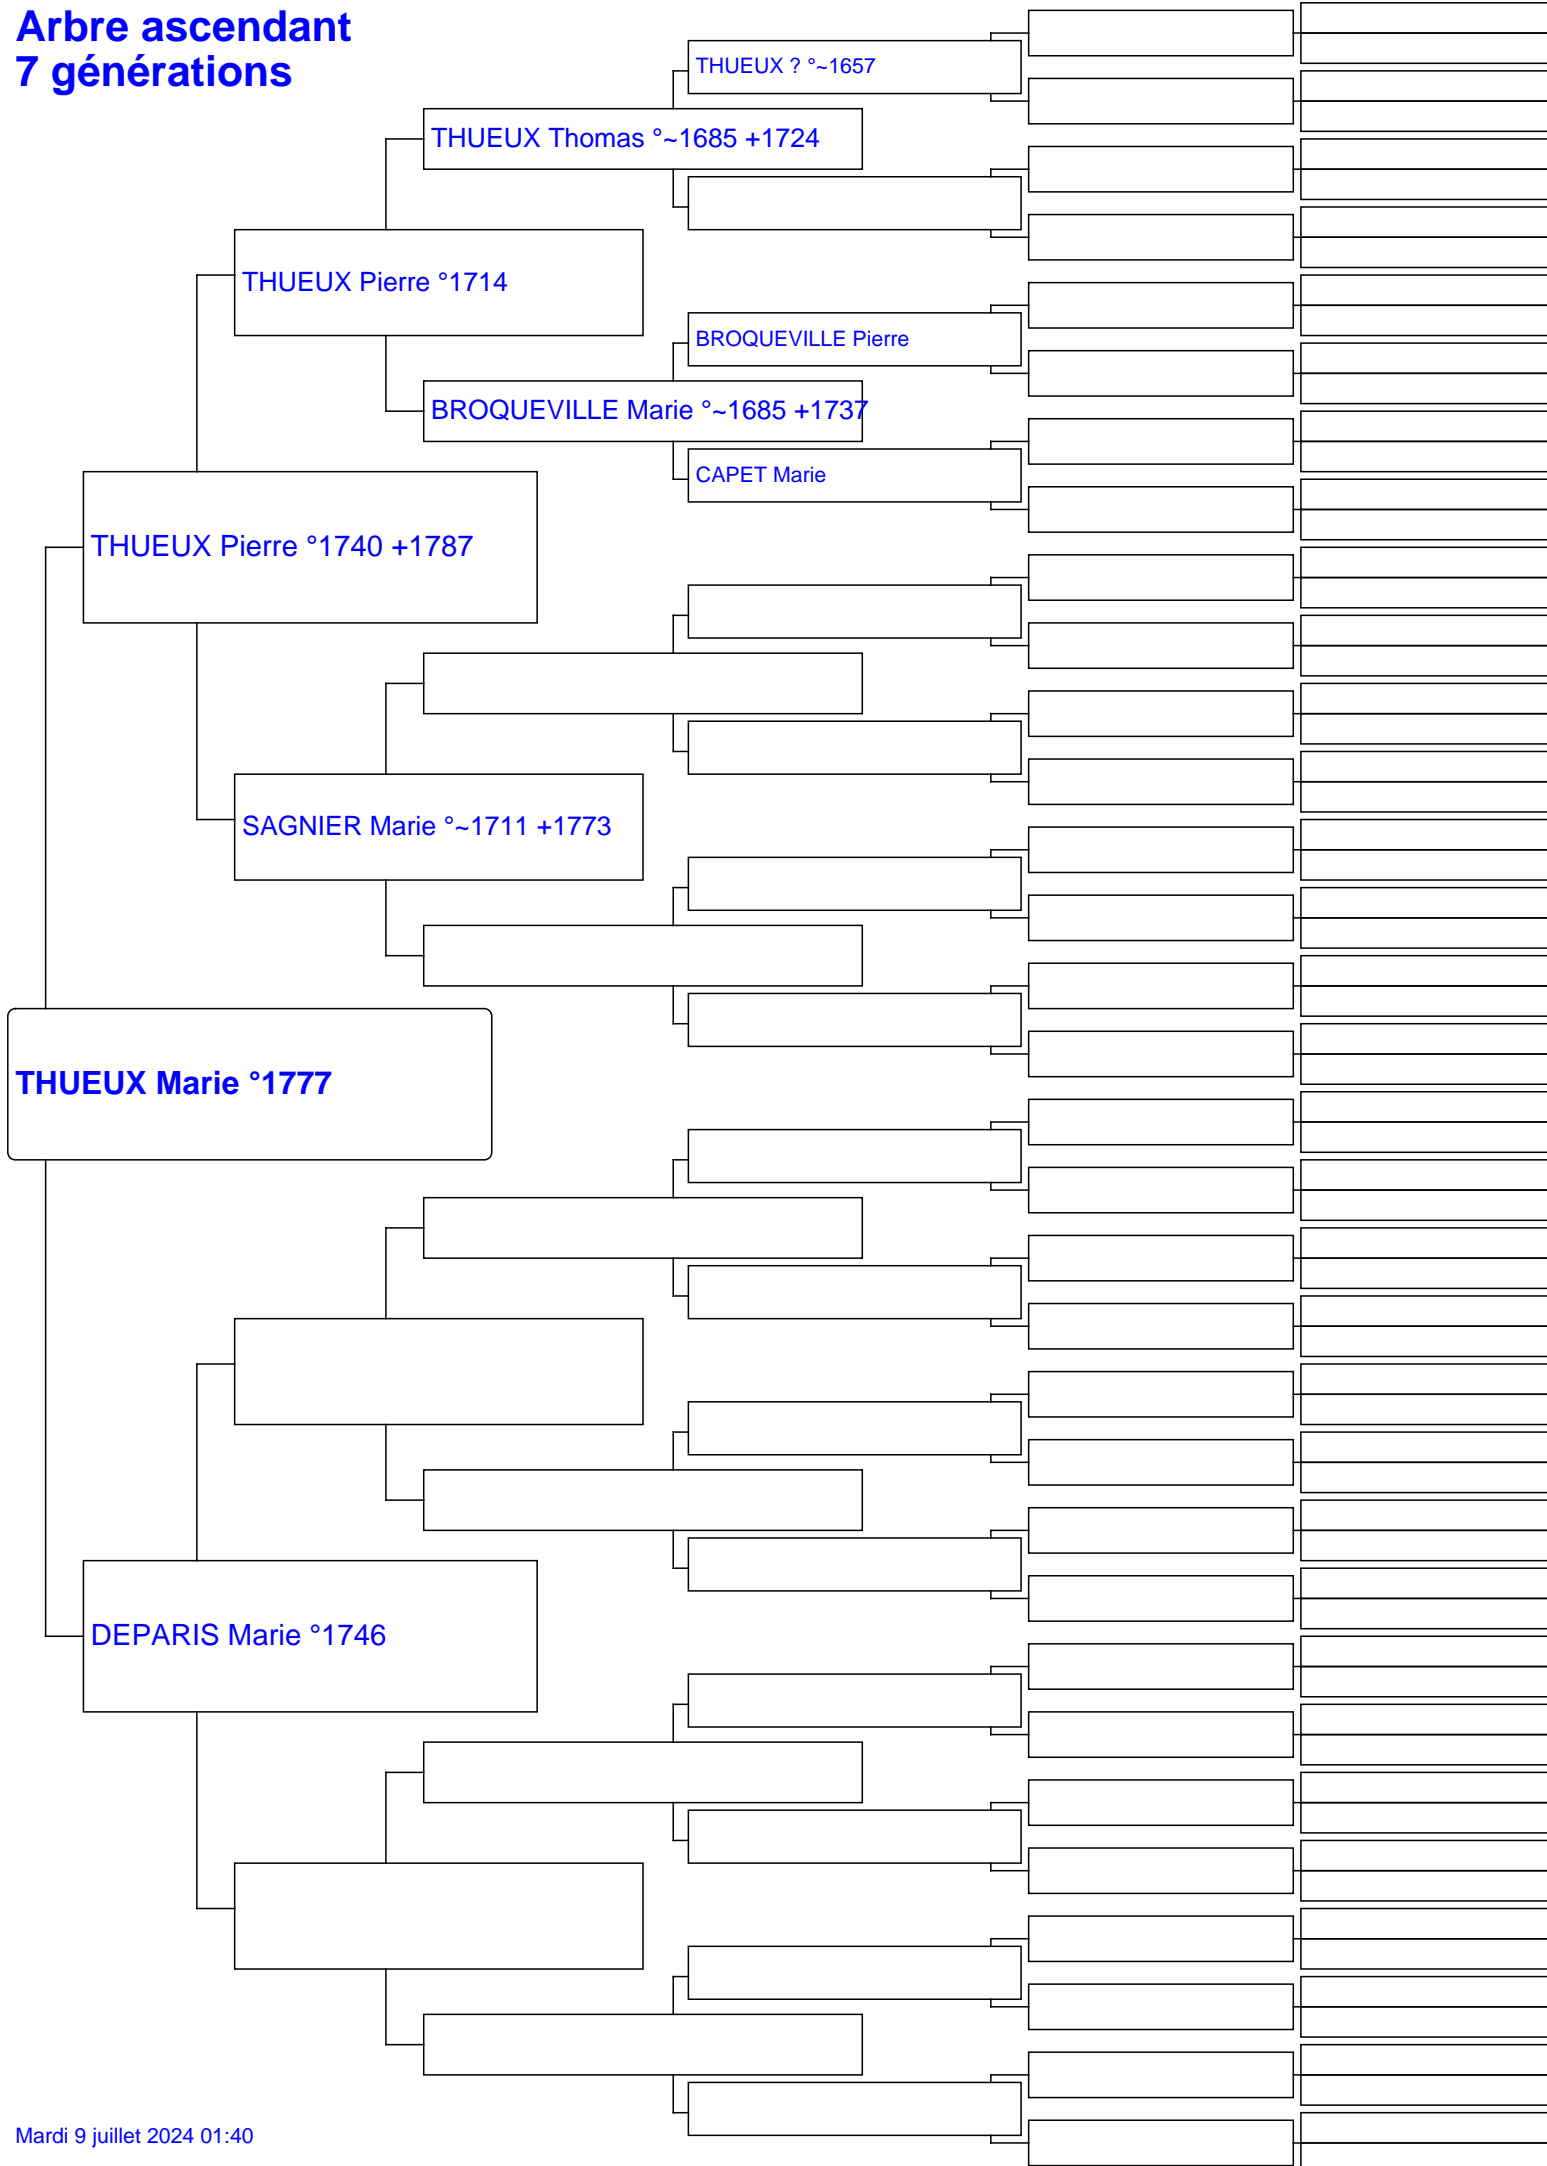 Arbre ascendant
7 générations
THUEUX ? °~1657
THUEUX Thomas °~1685 +1724
THUEUX Pierre °1714
BROQUEVILLE Pierre
BROQUEVILLE Marie °~1685 +1737
CAPET Marie
THUEUX Pierre °1740 +1787
SAGNIER Marie °~1711 +1773
THUEUX Marie °1777
DEPARIS Marie °1746
Mardi 9 juillet 2024 01:40